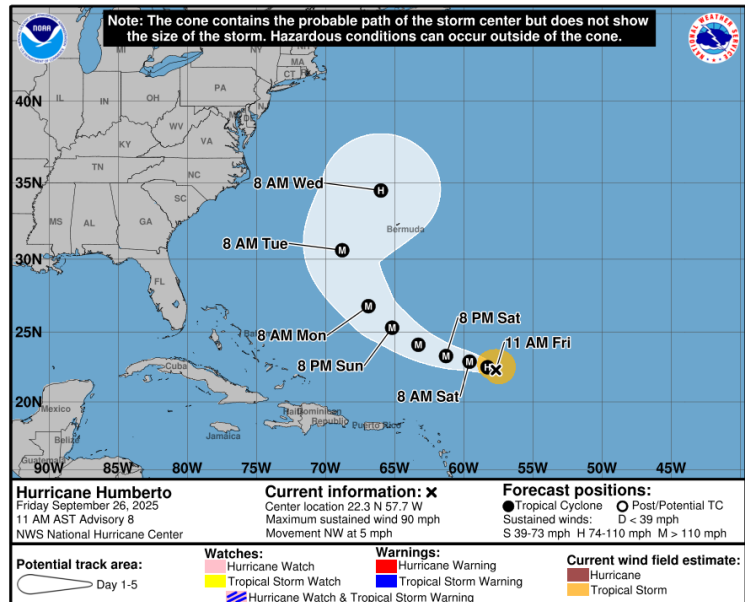 Note: The cone contains the probable path of the storm center but does not show
the size of the storm. Hazardous conditions can occur outside of the cone.
NOAA
NATIONAL WEATHER SERVICE
MI
NY
MA
CT
PA
IL
IN
OH
40N
WV
KY
VA
TN
NC
35N
8 AM Wed
H
SC
MS
AL
GA
Bermuda
8 AM Tue
M
30N
FL
M
8 PM Sat
25N
8 AM Mon
M
11 AM Fri
M
8 PM Sun
M
M
H
Cuba
8 AM Sat
20N
Mexico
Haiti
Dominican
Republic
Puerto Rico
Belize
Jamaica
Guatemala
90W 85W 80W 75W 70W 65W 60W 55W 50W 45W
Hurricane Humberto
Friday September 26, 2025
11 AM AST Advisory 8
NWS National Hurricane Center
Current information: x
Center location 22.3 N 57.7 W
Maximum sustained wind 90 mph
Movement NW at 5 mph
Forecast positions:
Tropical Cyclone Post/Potential TC
Sustained winds: D < 39 mph
S 39-73 mph H 74-110 mph M > 110 mph
Potential track area:
Day 1-5
Watches:
Hurricane Watch
Tropical Storm Watch
Warnings:
Hurricane Warning
Tropical Storm Warning
Hurricane Watch & Tropical Storm Warning
Current wind field estimate:
Hurricane
Tropical Storm